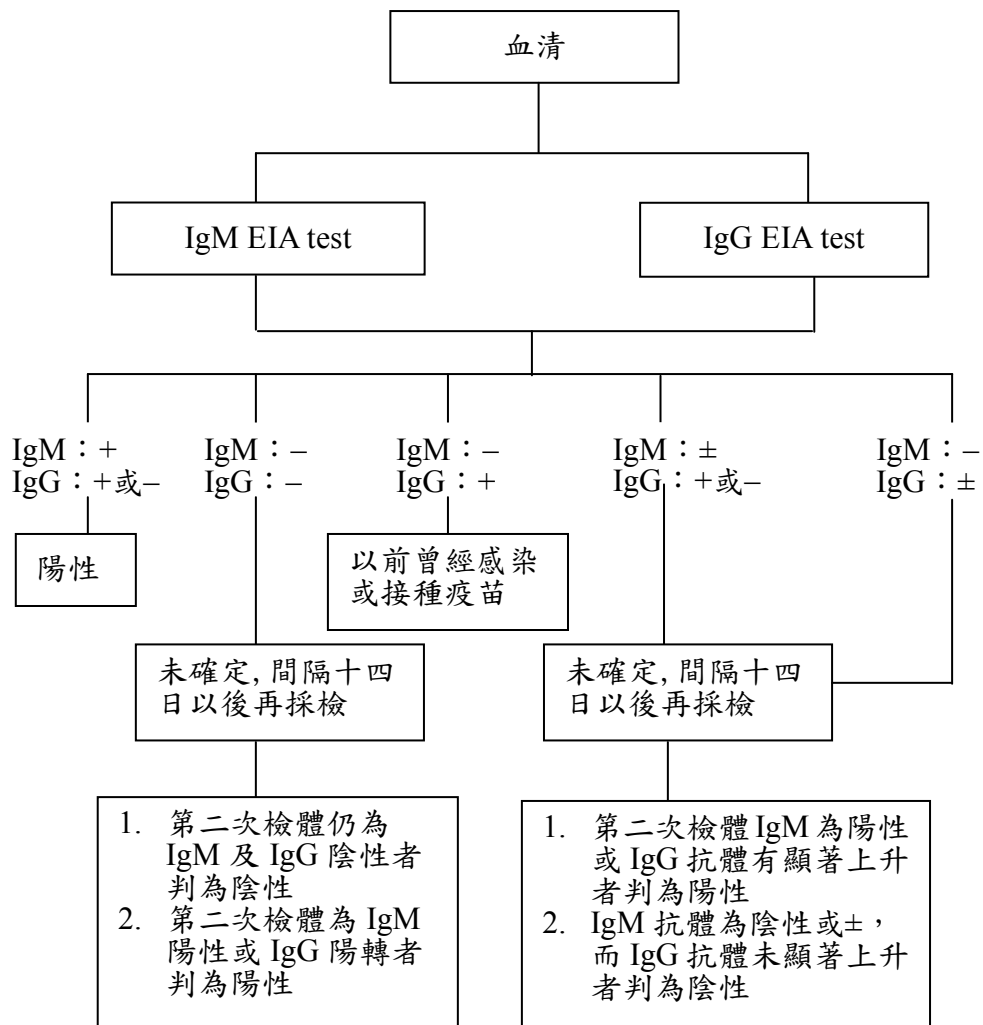 血清
IgM EIA test
IgG EIA test
IgM：+
IgG：+或–
IgM：–
IgG：–
IgM：–
IgG：+
IgM：±
IgG：+或–
IgM：–
IgG：±
陽性
以前曾經感染
或接種疫苗
未確定, 間隔十四
日以後再採檢
未確定, 間隔十四
日以後再採檢
1. 第二次檢體仍為
IgM 及 IgG 陰性者
判為陰性
2. 第二次檢體為 IgM
陽性或 IgG 陽轉者
判為陽性
1. 第二次檢體 IgM 為陽性
或 IgG 抗體有顯著上升
者判為陽性
2. IgM 抗體為陰性或±，
而 IgG 抗體未顯著上升
者判為陰性